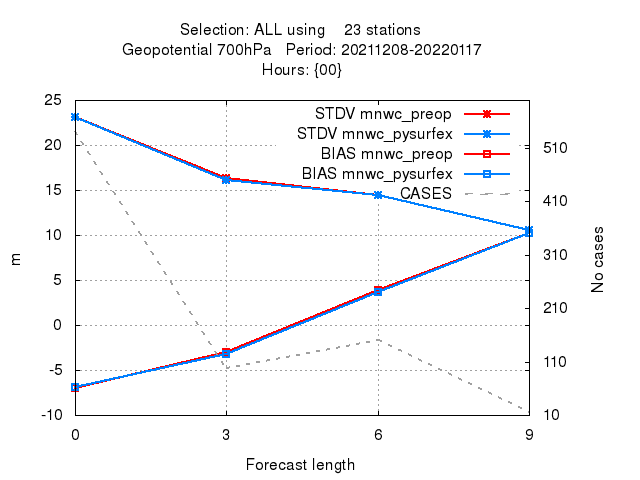 Selection: ALL using    23 stations
Geopotential 700hPa   Period: 20211208-20220117
Hours: {00}
STDV mnwc_preop
STDV mnwc_pysurfex
BIAS mnwc_preop
BIAS mnwc_pysurfex
CASES
25
20
15
10
5
0
-5
-10
m
510
410
310
210
110
10
No cases
0 3 6 9
Forecast length